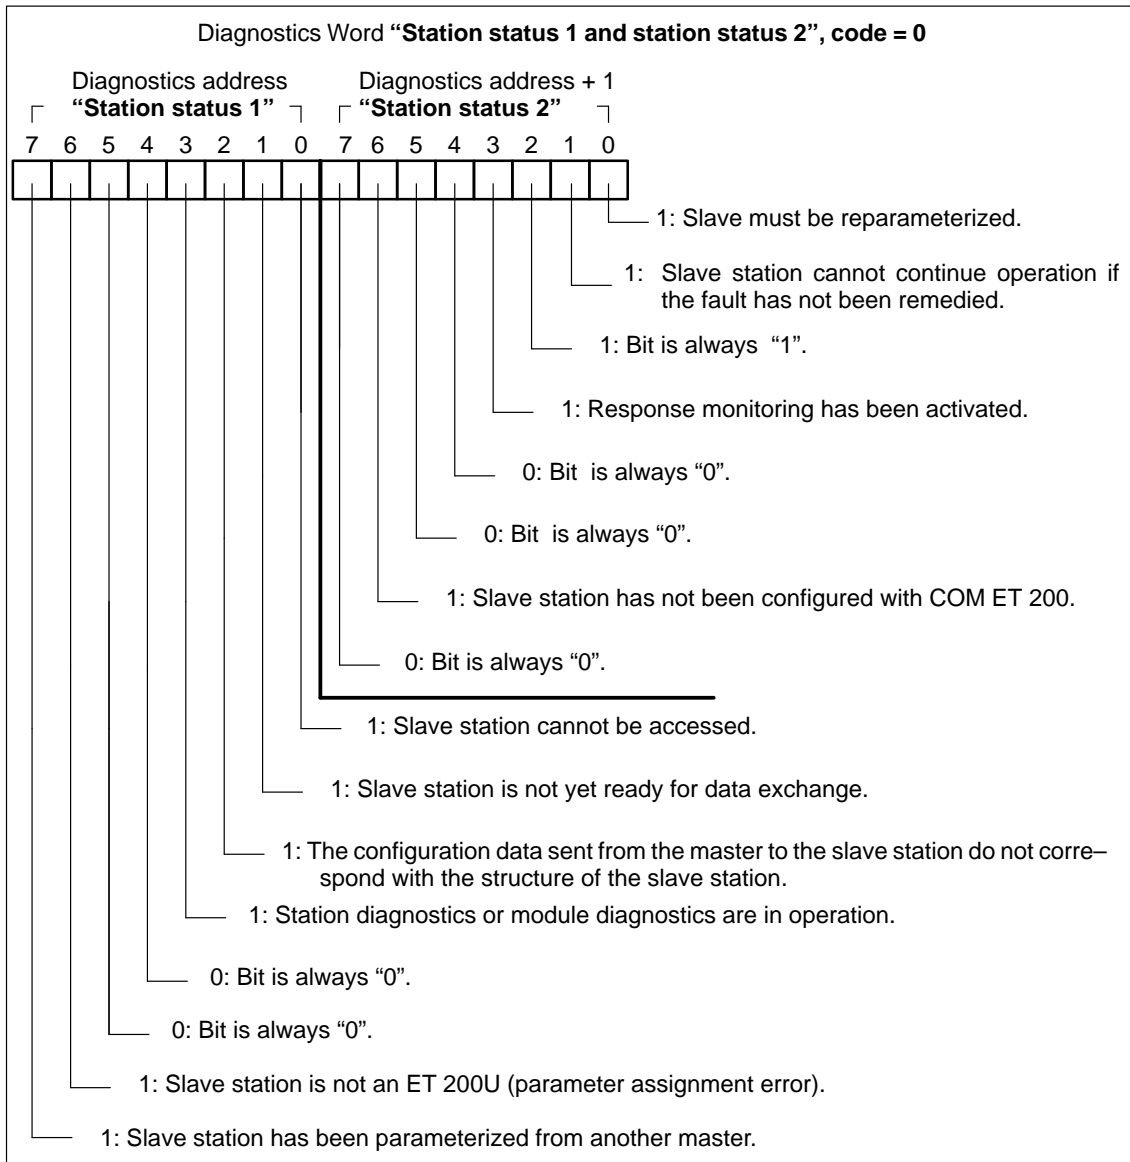 Diagnostics Word “Station status 1 and station status 2”, code = 0
Diagnostics address Diagnostics address + 1
“Station status 1” “Station status 2”
7 6 5 4 3 2 1 0 7 6 5 4 3 2 1 0
1: Slave must be reparameterized.
1: Slave station cannot continue operation if
the fault has not been remedied.
1: Bit is always “1”.
1: Response monitoring has been activated.
0: Bit is always “0”.
0: Bit is always “0”.
1: Slave station has not been configured with COM ET 200.
0: Bit is always “0”.
1: Slave station cannot be accessed.
1: Slave station is not yet ready for data exchange.
1: The configuration data sent from the master to the slave station do not corre–
spond with the structure of the slave station.
1: Station diagnostics or module diagnostics are in operation.
0: Bit is always “0”.
0: Bit is always “0”.
1: Slave station is not an ET 200U (parameter assignment error).
1: Slave station has been parameterized from another master.